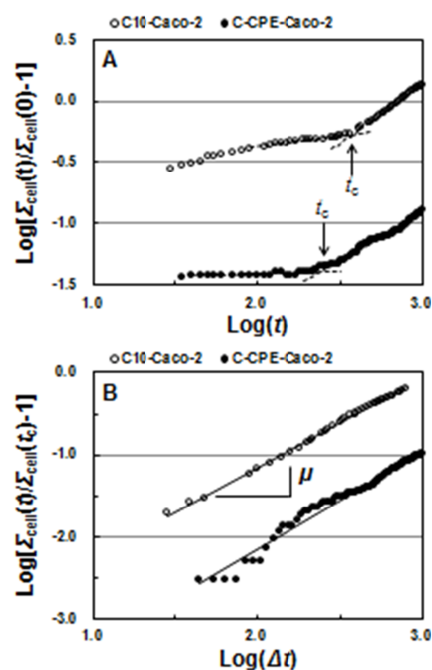 ○C10-Caco-2 ●C-CPE-Caco-2
A
Log[Σcell(t)/Σcell(0)-1]
0.5
0.0
-0.5
-1.0
-1.5
tc
tc
1.0 2.0 3.0
Log(t)
○C10-Caco-2 ●C-CPE-Caco-2
B
Log[Σcell(t)/Σcell(tc)-1]
0.0
-1.0
-2.0
-3.0
μ
1.0 2.0 3.0
Log(Δt)